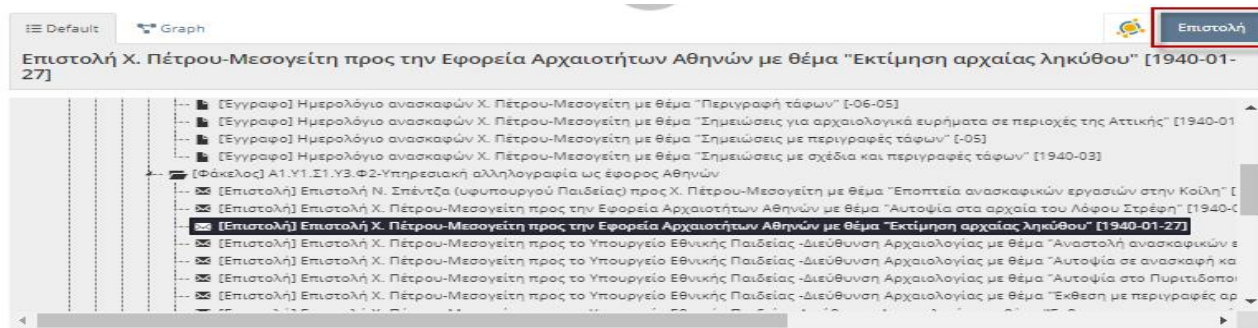 Default Graph Επιστολή
Επιστολή Χ. Πέτρου-Μεσογείτη προς την Εφορεία Αρχαιοτήτων Αθηνών με θέμα "Εκτίμηση αρχαίας ληκύθου" [1940-01-
27]
[Έγγραφο] Ημερολόγιο ανασκαφών Χ. Πέτρου-Μεσογείτη με θέμα "Περιγραφή τάφων" [-06-05]
[Έγγραφο] Ημερολόγιο ανασκαφών Χ. Πέτρου-Μεσογείτη με θέμα "Σημειώσεις για αρχαιολογικά ευρήματα σε περιοχές της Αττικής" [1940-01
[Έγγραφο] Ημερολόγιο ανασκαφών Χ. Πέτρου-Μεσογείτη με θέμα "Σημειώσεις με περιγραφές τάφων" [-05]
[Έγγραφο] Ημερολόγιο ανασκαφών Χ. Πέτρου-Μεσογείτη με θέμα "Σημειώσεις με σχέδια και περιγραφές τάφων" [1940-03]
[Φάκελος] Α1.Υ1.Σ1.Υ3.Φ2-Υπηρεσιακή αλληλογραφία ως έφορος Αθηνών
[Επιστολή] Επιστολή Ν. Σπέντζα (υφυπουργού Παιδείας) προς Χ. Πέτρου-Μεσογείτη με θέμα "Εποπτεία ανασκαφικών εργασιών στην Κοίλη" [
[Επιστολή] Επιστολή Χ. Πέτρου-Μεσογείτη προς την Εφορεία Αρχαιοτήτων Αθηνών με θέμα "Αυτοψία στα αρχαία του Λόφου Στρέφη" [1940-0
[Επιστολή] Επιστολή Χ. Πέτρου-Μεσογείτη προς την Εφορεία Αρχαιοτήτων Αθηνών με θέμα "Εκτίμηση αρχαίας ληκύθου" [1940-01-27]
[Επιστολή] Επιστολή Χ. Πέτρου-Μεσογείτη προς το Υπουργείο Εθνικής Παιδείας -Διεύθυνση Αρχαιολογίας με θέμα "Αναστολή ανασκαφικών ε
[Επιστολή] Επιστολή Χ. Πέτρου-Μεσογείτη προς το Υπουργείο Εθνικής Παιδείας -Διεύθυνση Αρχαιολογίας με θέμα "Αυτοψία σε ανασκαφή κα
[Επιστολή] Επιστολή Χ. Πέτρου-Μεσογείτη προς το Υπουργείο Εθνικής Παιδείας -Διεύθυνση Αρχαιολογίας με θέμα "Αυτοψία στο Πυριτιδοποι
[Επιστολή] Επιστολή Χ. Πέτρου-Μεσογείτη προς το Υπουργείο Εθνικής Παιδείας -Διεύθυνση Αρχαιολογίας με θέμα "Έκθεση με περιγραφές αρ